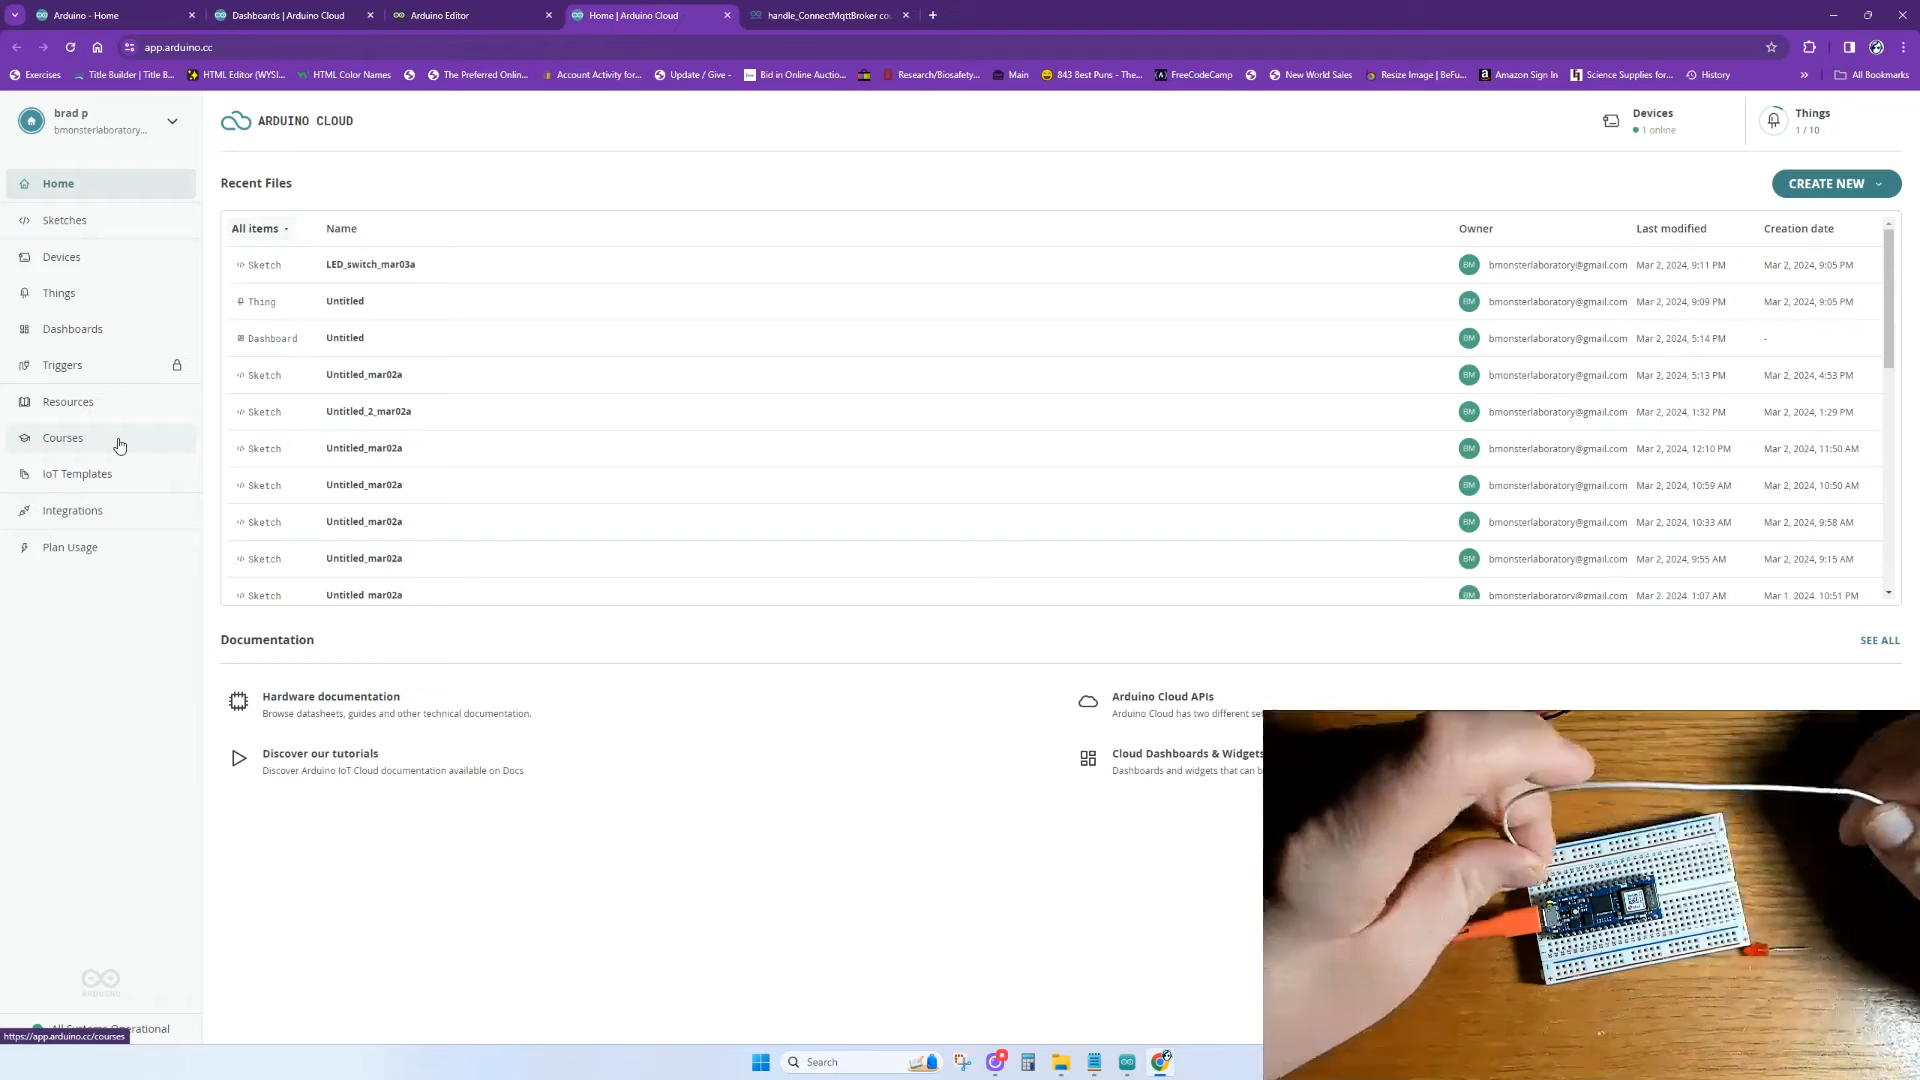 Arduino - Home
Dashboards | Arduino Cloud
Arduino Editor
Home | Arduino Cloud
handle_ConnectMqttBroker co
app.arduino.cc
Exercises
Title Builder | Title B...
HTML Editor (WYSI...
HTML Color Names
The Preferred Onlin...
Account Activity for...
Update / Give -
Bid in Online Auctio...
Research/Biosafety...
Main
843 Best Puns - The...
FreeCodeCamp
New World Sales
Resize Image | BeFu...
Amazon Sign In
Science Supplies for...
History
All Bookmarks
brad p
bmonsterlaboratory...
ARDUINO CLOUD
Devices
1 online
Things
1 / 10
Home
Sketches
Devices
Things
Dashboards
Triggers
Resources
Courses
IoT Templates
Integrations
Plan Usage
Recent Files
CREATE NEW
All items Name Owner Last modified Creation date
Sketch LED_switch_mar03a BM bmonsterlaboratory@gmail.com Mar 2, 2024, 9:11 PM Mar 2, 2024, 9:05 PM
Thing Untitled BM bmonsterlaboratory@gmail.com Mar 2, 2024, 9:09 PM Mar 2, 2024, 9:05 PM
Dashboard Untitled BM bmonsterlaboratory@gmail.com Mar 2, 2024, 5:14 PM -
Sketch Untitled_mar02a BM bmonsterlaboratory@gmail.com Mar 2, 2024, 5:13 PM Mar 2, 2024, 4:53 PM
Sketch Untitled_2_mar02a BM bmonsterlaboratory@gmail.com Mar 2, 2024, 1:32 PM Mar 2, 2024, 1:29 PM
Sketch Untitled_mar02a BM bmonsterlaboratory@gmail.com Mar 2, 2024, 12:10 PM Mar 2, 2024, 11:50 AM
Sketch Untitled_mar02a BM bmonsterlaboratory@gmail.com Mar 2, 2024, 10:59 AM Mar 2, 2024, 10:50 AM
Sketch Untitled_mar02a BM bmonsterlaboratory@gmail.com Mar 2, 2024, 10:33 AM Mar 2, 2024, 9:58 AM
Sketch Untitled_mar02a BM bmonsterlaboratory@gmail.com Mar 2, 2024, 9:55 AM Mar 2, 2024, 9:15 AM
Sketch Untitled_mar02a BM bmonsterlaboratory@gmail.com Mar 2, 2024, 1:07 AM Mar 1, 2024, 10:51 PM
Documentation
SEE ALL
Hardware documentation
Browse datasheets, guides and other technical documentation.
Arduino Cloud APIs
Arduino Cloud has two different se
Discover our tutorials
Discover Arduino IoT Cloud documentation available on Docs
Cloud Dashboards & Widgets
Dashboards and widgets that can b
ARDUINO
All Systems Operational
https://app.arduino.cc/courses
Search